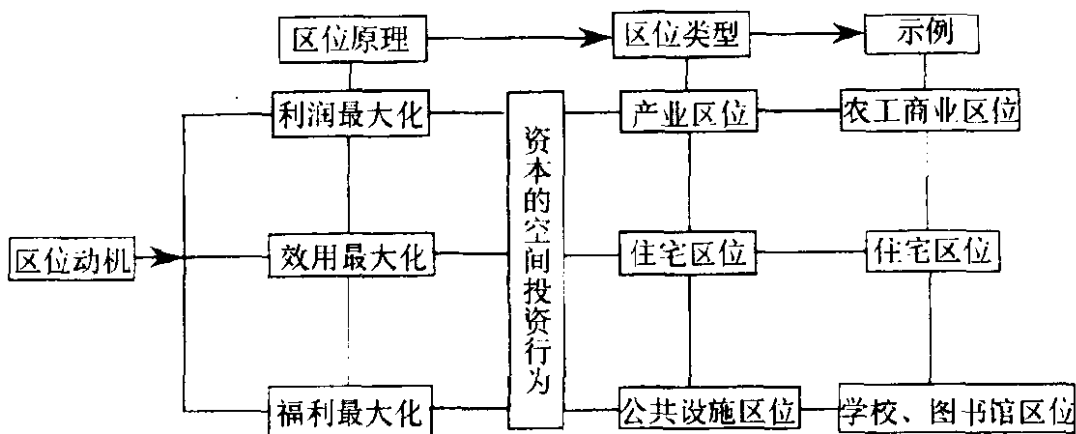 区位原理
区位类型
示例
利润最大化
产业区位
农工商业区位
资本的空间投资行为
区位动机
效用最大化
住宅区位
住宅区位
福利最大化
公共设施区位
学校、图书馆区位